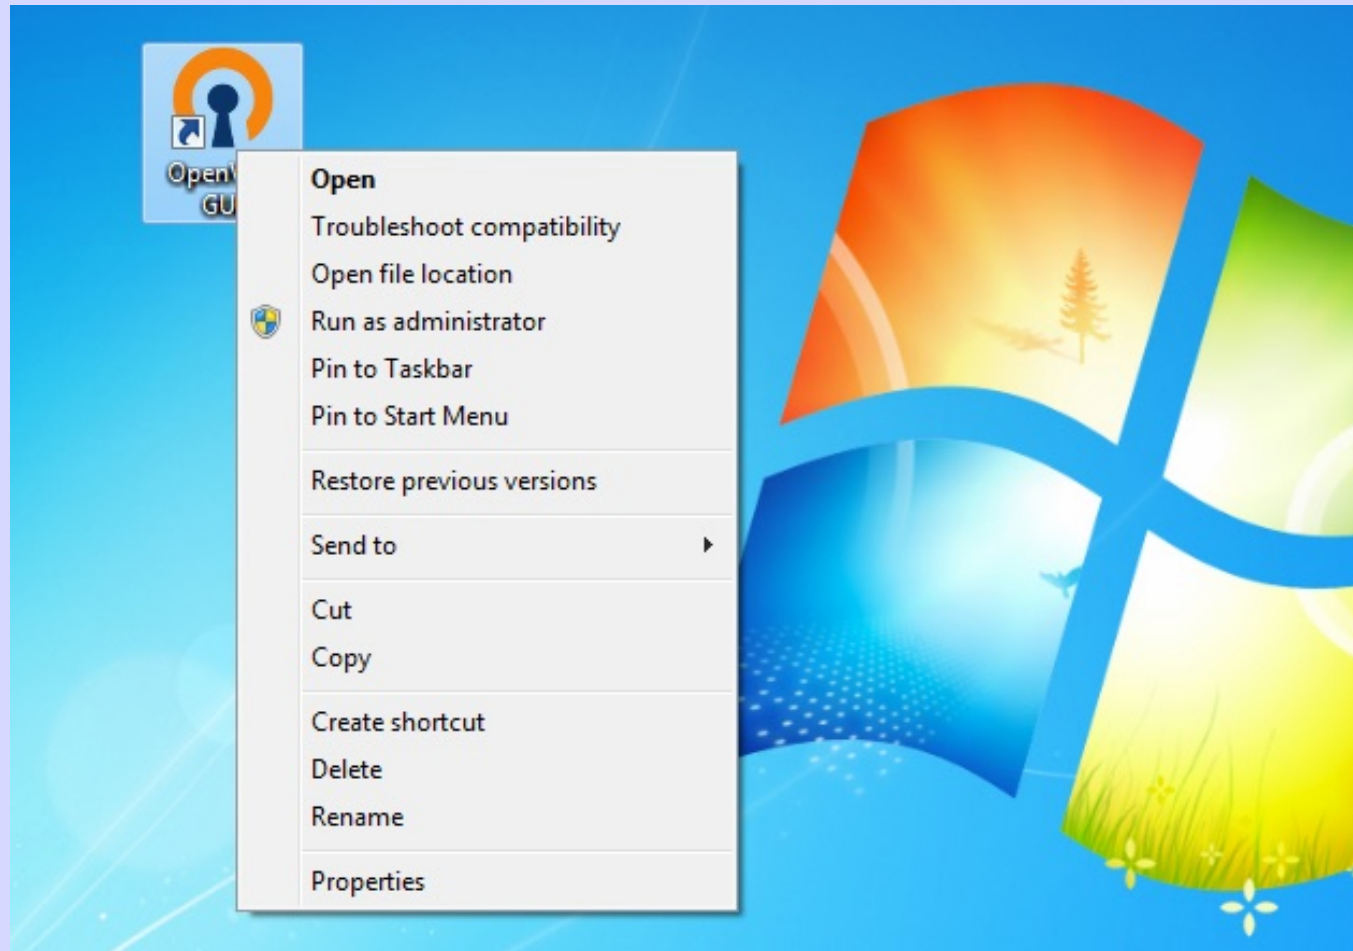 GU
Open
Troubleshoot compatibility
Open file location
Run as administrator
Pin to Taskbar
Pin to Start Menu
Restore previous versions
Send to
Cut
Copy
Create shortcut
Delete
Rename
Properties